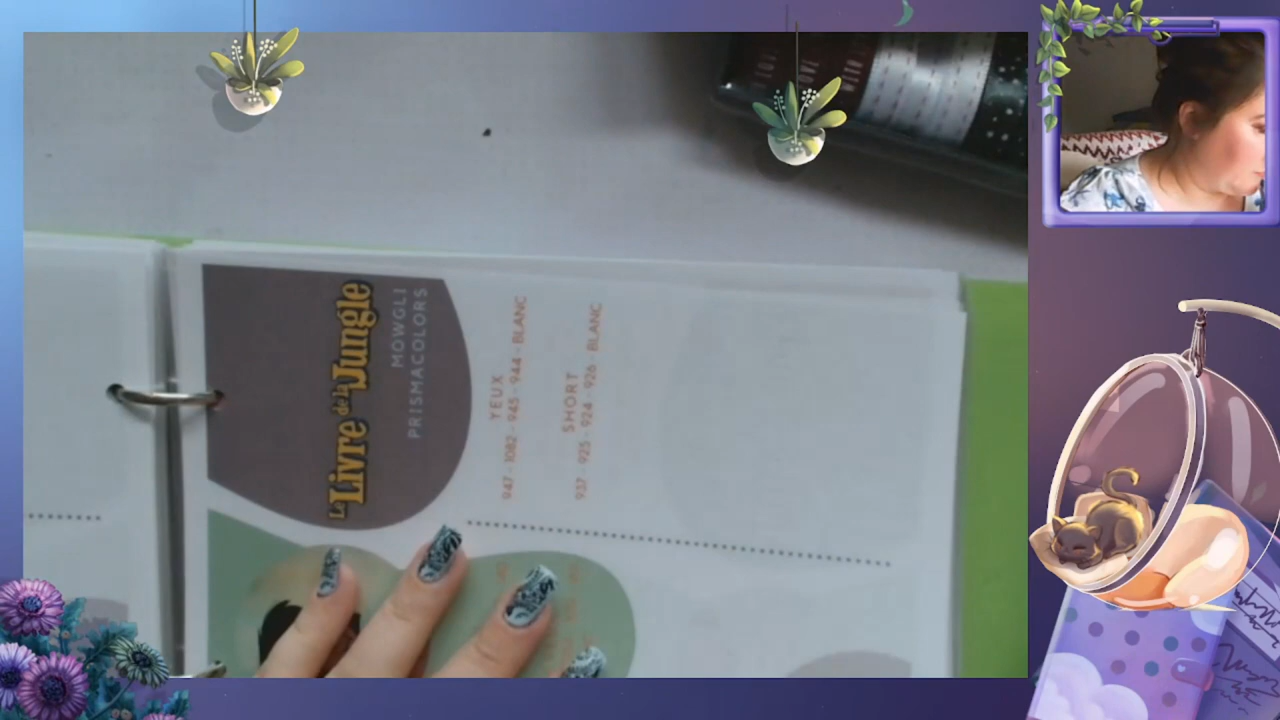 Le Livre de la Jungle
MOWGLI
PRISMACOLORS
YEUX
947 - 1082 - 945 - 944 - BLANC
SHORT
937 - 925 - 924 - 926 - BLANC